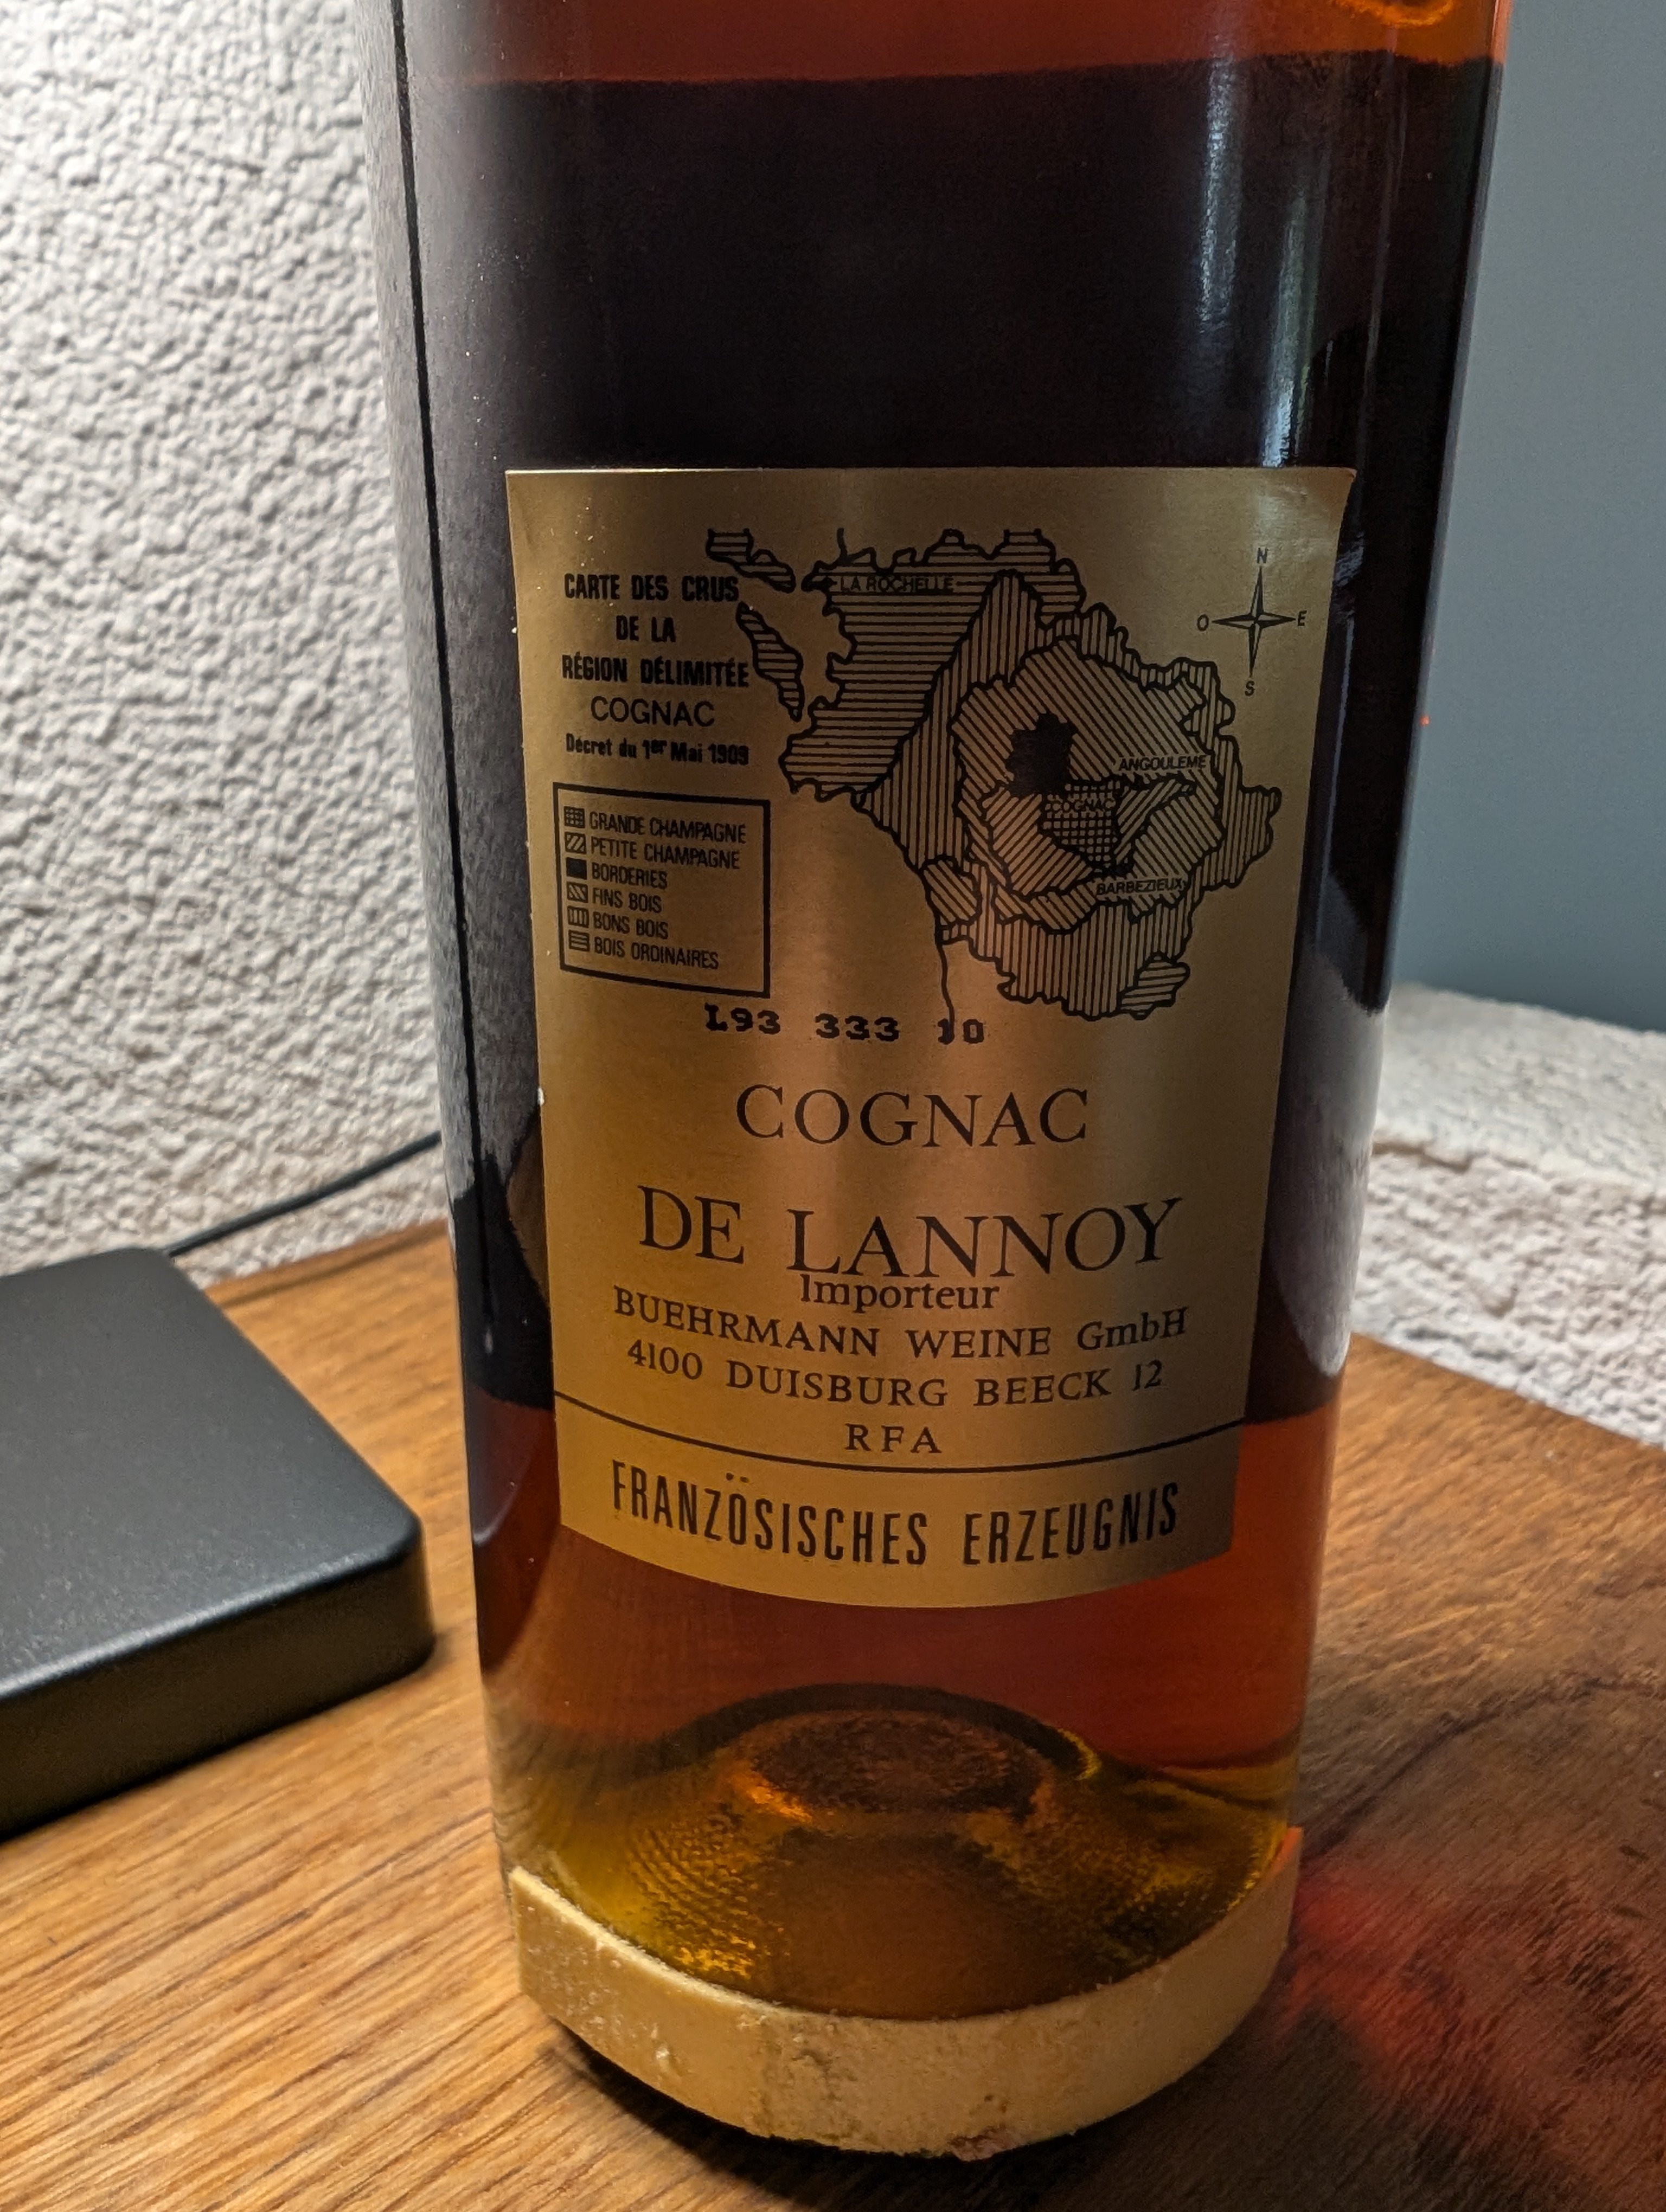 CARTE DES CRUS
DE LA
RÉGION DÉLIMITÉE
COGNAC
Décret du 1er Mai 1909
LA ROCHELLE
N
O E
S
ANGOULEME
COGNAC
BARBEZIEUX
GRANDE CHAMPAGNE
PETITE CHAMPAGNE
BORDERIES
FINS BOIS
BONS BOIS
BOIS ORDINAIRES
L93 333 10
COGNAC
DE LANNOY
Importeur
BUEHRMANN WEINE GmbH
4100 DUISBURG BEECK 12
RFA
FRANZÖSISCHES ERZEUGNIS